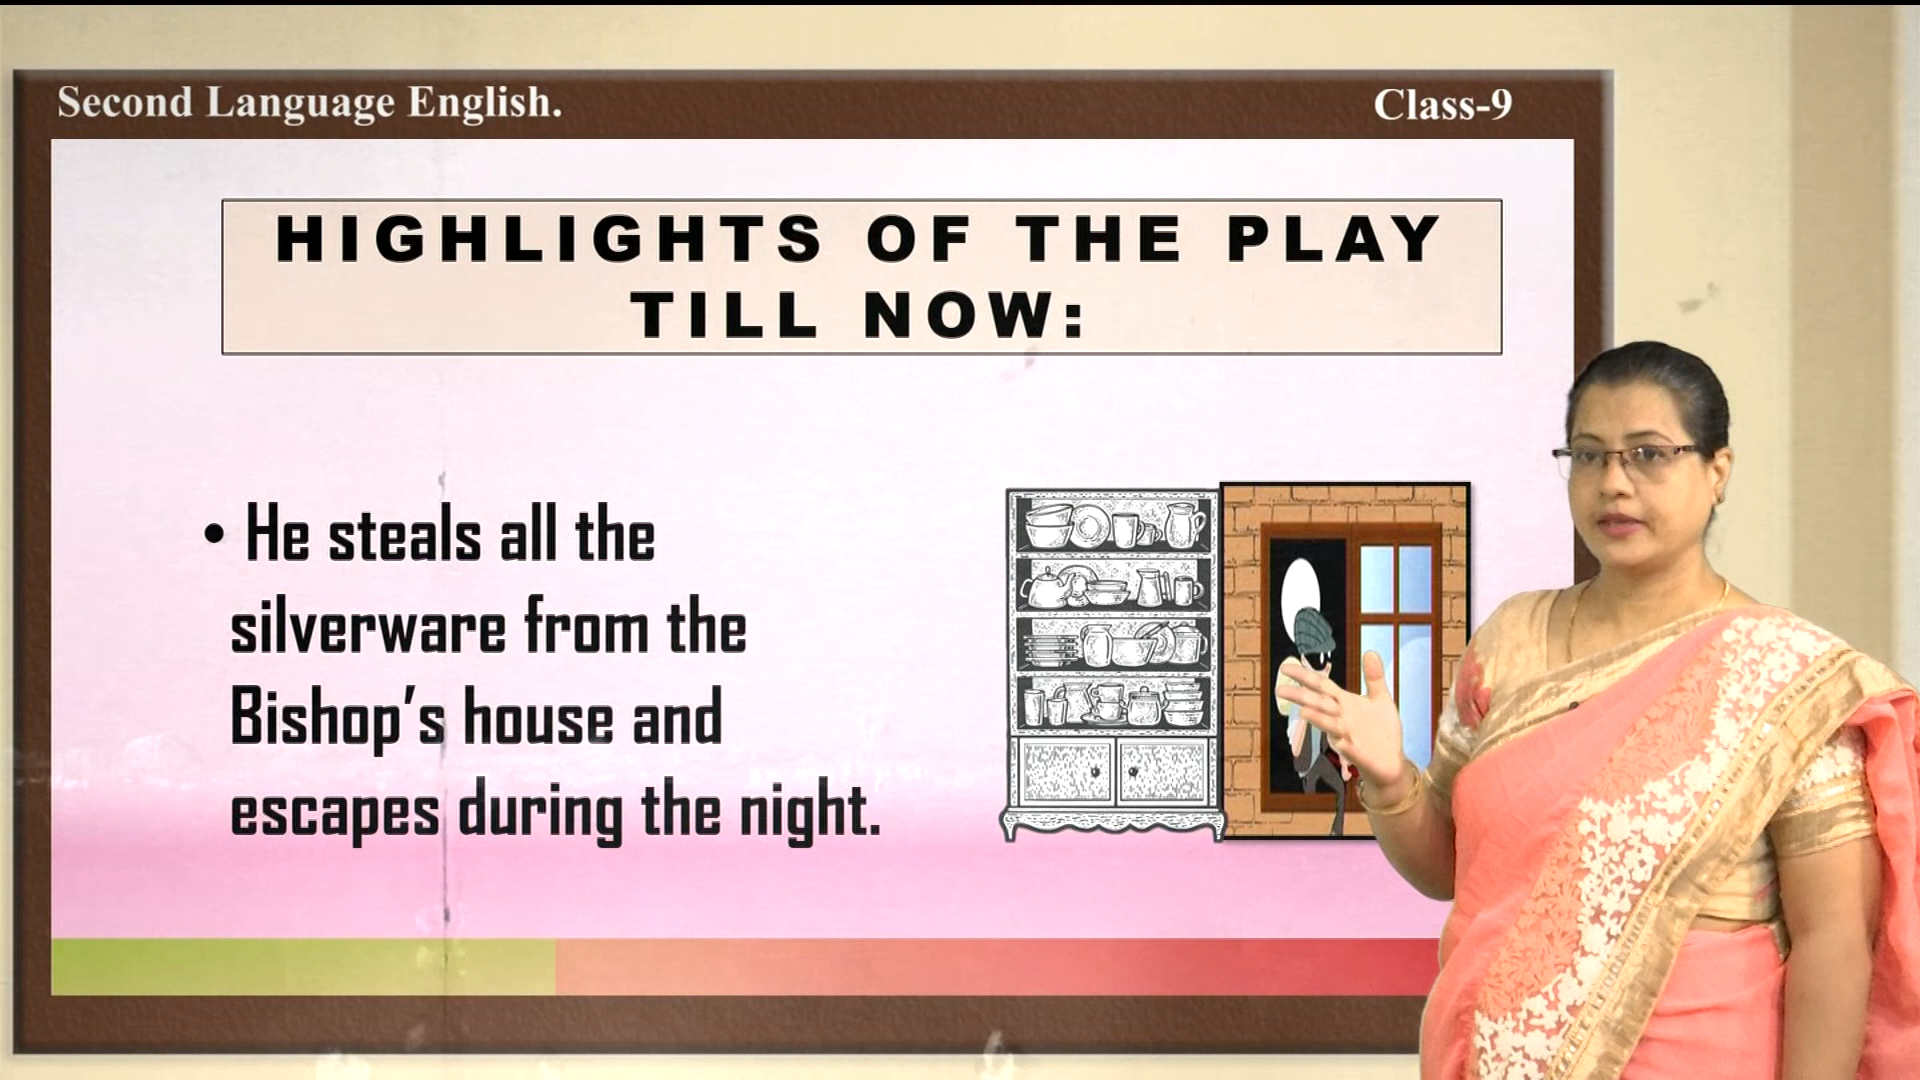 Second Language English.
Class-9
HIGHLIGHTS OF THE PLAY
TILL NOW:
• He steals all the
silverware from the
Bishop's house and
escapes during the night.